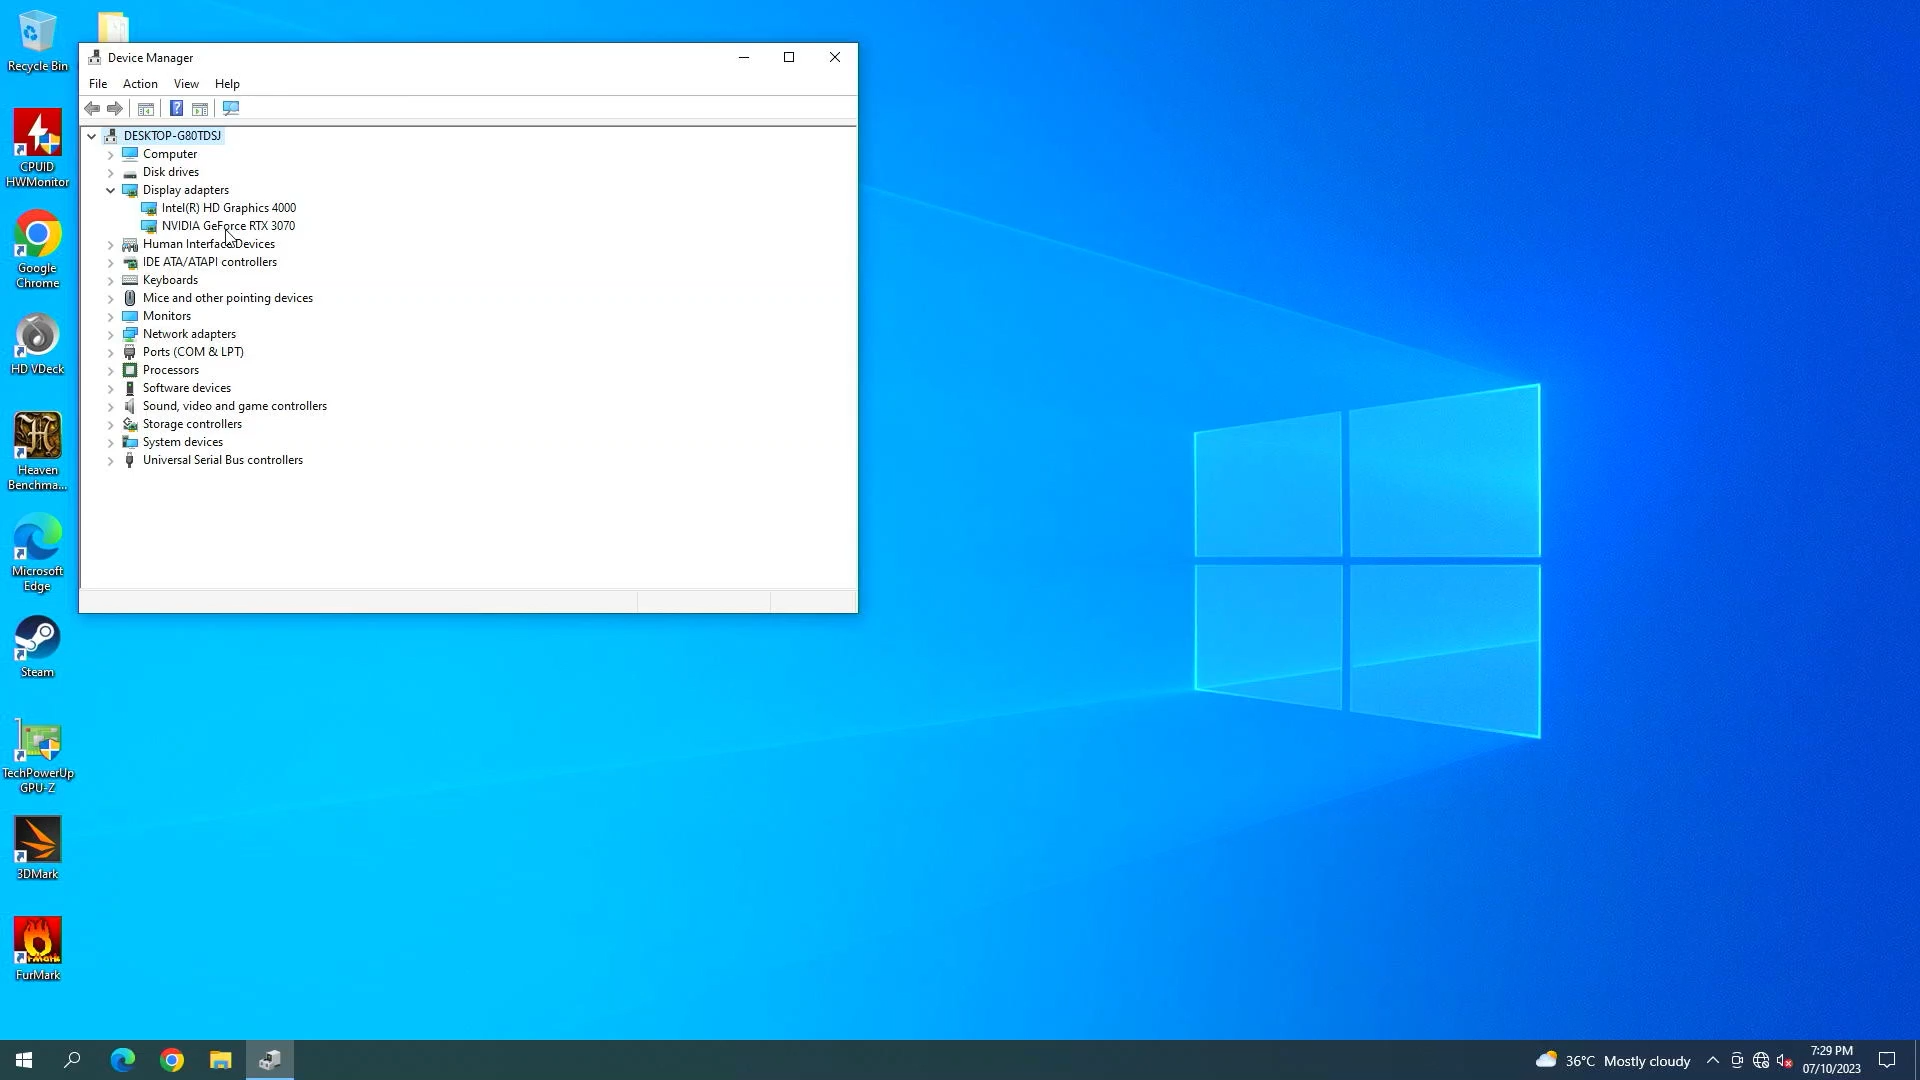 Recycle Bin
CPUID
HWMonitor
Google
Chrome
HD VDeck
Heaven
Benchma...
Microsoft
Edge
Steam
TechPowerUp
GPU-Z
3DMark
FurMark
Device Manager
File Action View Help
DESKTOP-G80TDSJ
Computer
Disk drives
Display adapters
Intel(R) HD Graphics 4000
NVIDIA GeForce RTX 3070
Human Interface Devices
IDE ATA/ATAPI controllers
Keyboards
Mice and other pointing devices
Monitors
Network adapters
Ports (COM & LPT)
Processors
Software devices
Sound, video and game controllers
Storage controllers
System devices
Universal Serial Bus controllers
36°C Mostly cloudy
7:29 PM
07/10/2023